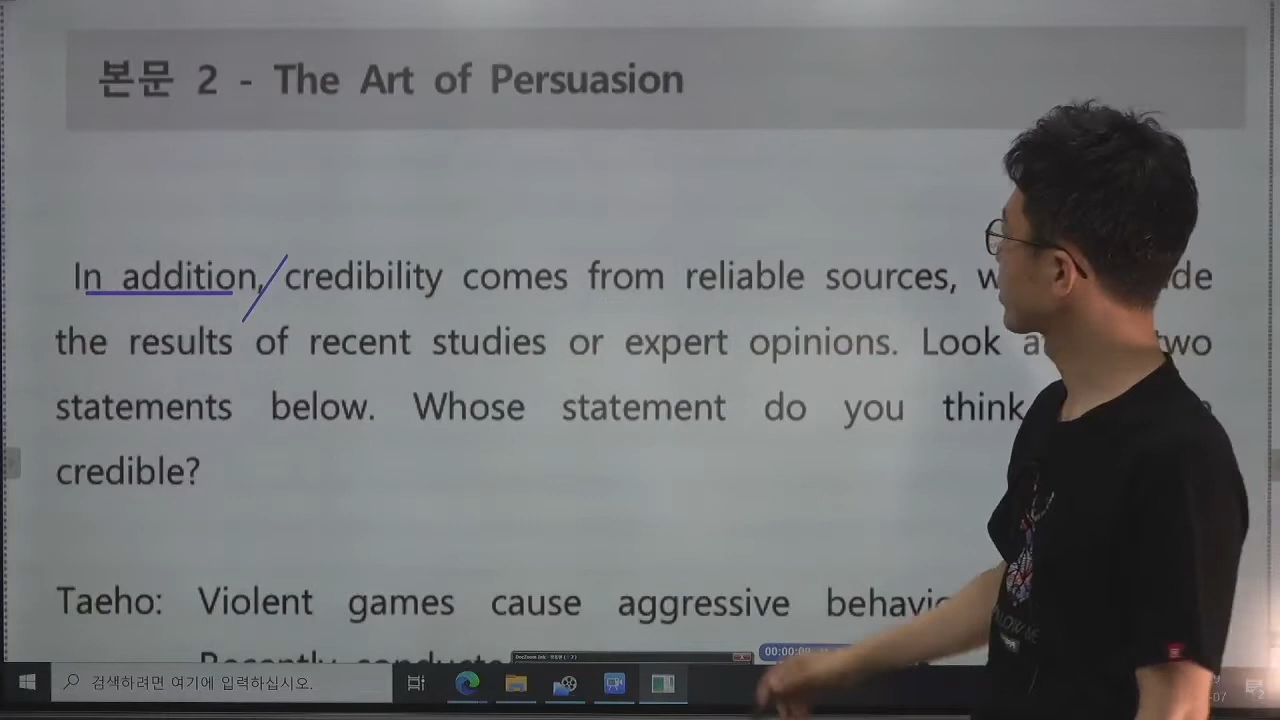 본문 2 - The Art of Persuasion
In addition, credibility comes from reliable sources,
the results of recent studies or expert opinions. Look two
statements below. Whose statement do you think
credible?
Taeho: Violent games cause aggressive
Recently
검색하려면 여기에 입력하십시오.